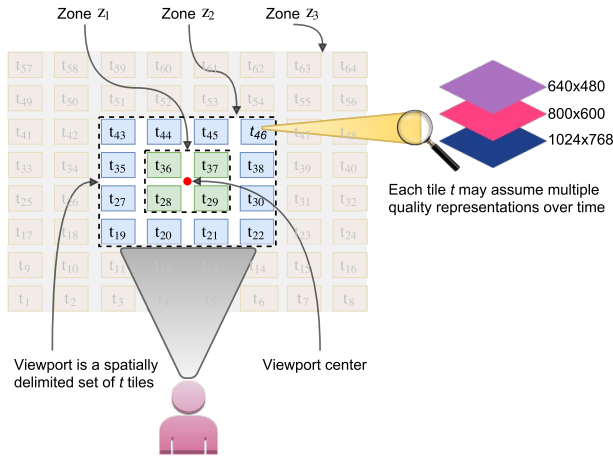 Zone z₁ Zone z₂ Zone z₃
t₅₇ t₅₈ t₅₉ t₆₀ t₆₁ t₆₂ t₆₃ t₆₄
t₄₉ t₅₀ t₅₁ t₅₂ t₅₃ t₅₄ t₅₅ t₅₆
t₄₁ t₄₂ t₄₃ t₄₄ t₄₅ t₄₆ t₄₇ t₄₈
t₃₃ t₃₄ t₃₅ t₃₆ t₃₇ t₃₈ t₃₉ t₄₀
t₂₅ t₂₆ t₂₇ t₂₈ t₂₉ t₃₀ t₃₁ t₃₂
t₁₇ t₁₈ t₁₉ t₂₀ t₂₁ t₂₂ t₂₃ t₂₄
t₉ t₁₀ t₁₁ t₁₄ t₁₅ t₁₆
t₁ t₂ t₃ t₆ t₇ t₈
640x480
800x600
1024x768
Each tile t may assume multiple
quality representations over time
Viewport is a spatially
delimited set of t tiles
Viewport center